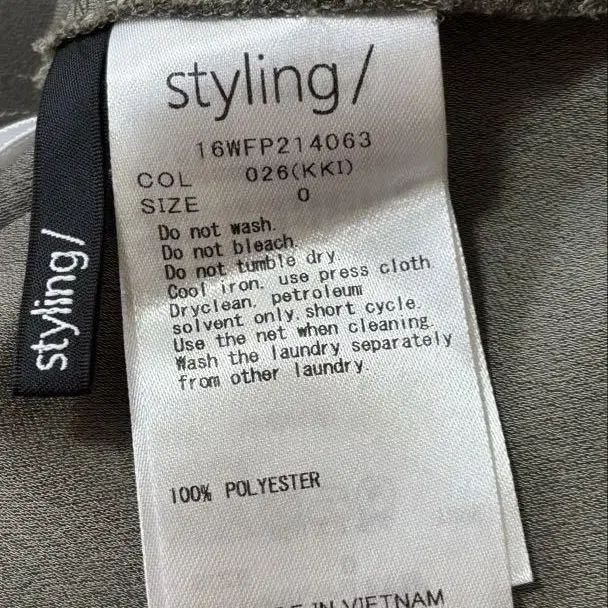 styling/
16WFP214063
COL 026(KKI)
SIZE 0
Do not wash.
Do not bleach.
Do not tumble dry.
Cool iron. use press cloth
Dryclean. petroleum
solvent only. short cycle.
Use the net when cleaning.
Wash the laundry separately
from other laundry.
100% POLYESTER
IN VIETNAM
styling/